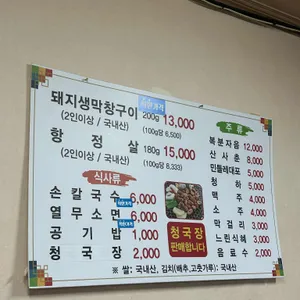 돼지생막창구이 200g 13,000
(2인이상 / 국내산) (100g당 6,500)
항정살 180g 15,000
(2인이상 / 국내산) (100g당 8,333)
식사류
손칼국수 6,000
열무소면 6,000
공기밥 1,000
청국장 2,000
청국장
판매합니다
주류
복분자음 12,000
산사춘 8,000
민들레대포 5,000
청하 5,000
맥주 4,000
소주 4,000
막걸리 3,000
느린식혜 3,000
음료수 2,000
※ 쌀: 국내산, 김치(배추,고춧가루): 국내산